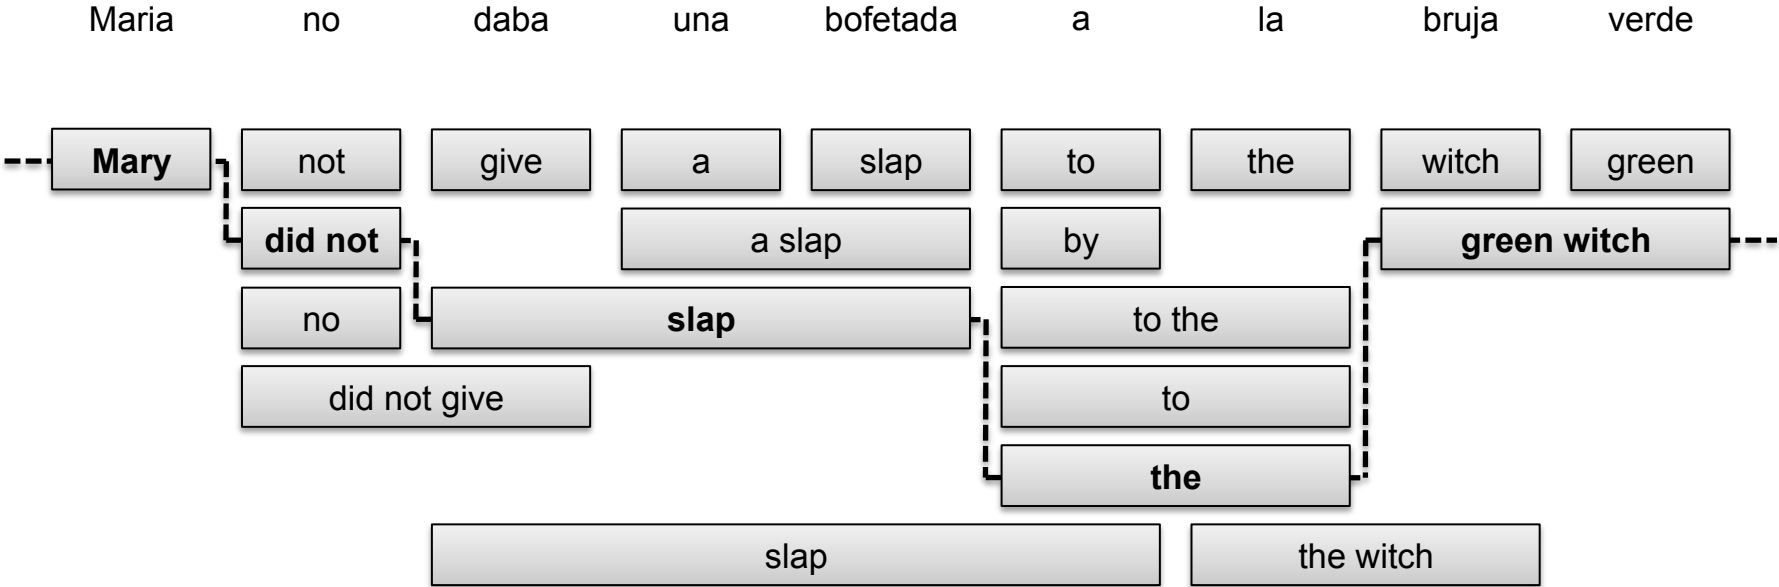 Maria no daba una bofetada a la bruja verde
Mary not give a slap to the witch green
did not a slap by green witch
no slap to the
did not give to
the
slap the witch